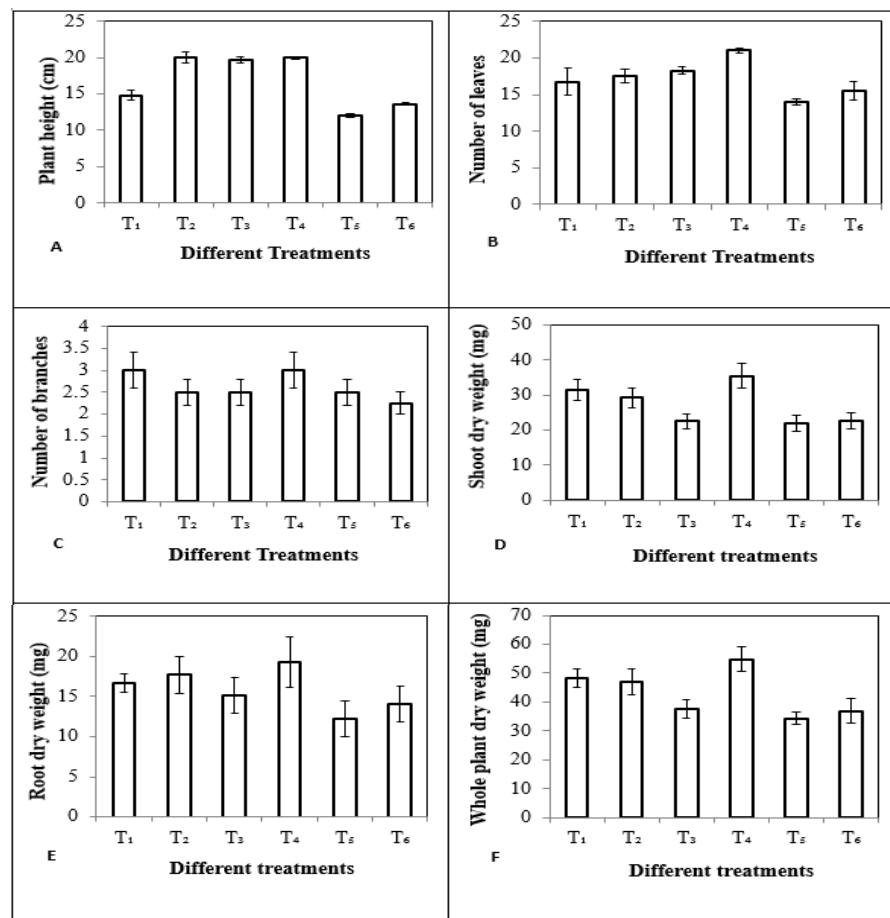 Plant height (cm)
25
20
15
10
5
0
T₁ T₂ T₃ T₄ T₅ T₆
A
Different Treatments
Number of leaves
25
20
15
10
5
0
T₁ T₂ T₃ T₄ T₅ T₆
B
Different Treatments
Number of branches
4
3.5
3
2.5
2
1.5
1
0.5
0
T₁ T₂ T₃ T₄ T₅ T₆
C
Different Treatments
Shoot dry weight (mg)
50
40
30
20
10
0
T₁ T₂ T₃ T₄ T₅ T₆
D
Different treatments
Root dry weight (mg)
25
20
15
10
5
0
T₁ T₂ T₃ T₄ T₅ T₆
E
Different treatments
Whole plant dry weight (mg)
70
60
50
40
30
20
10
0
T₁ T₂ T₃ T₄ T₅ T₆
F
Different treatments